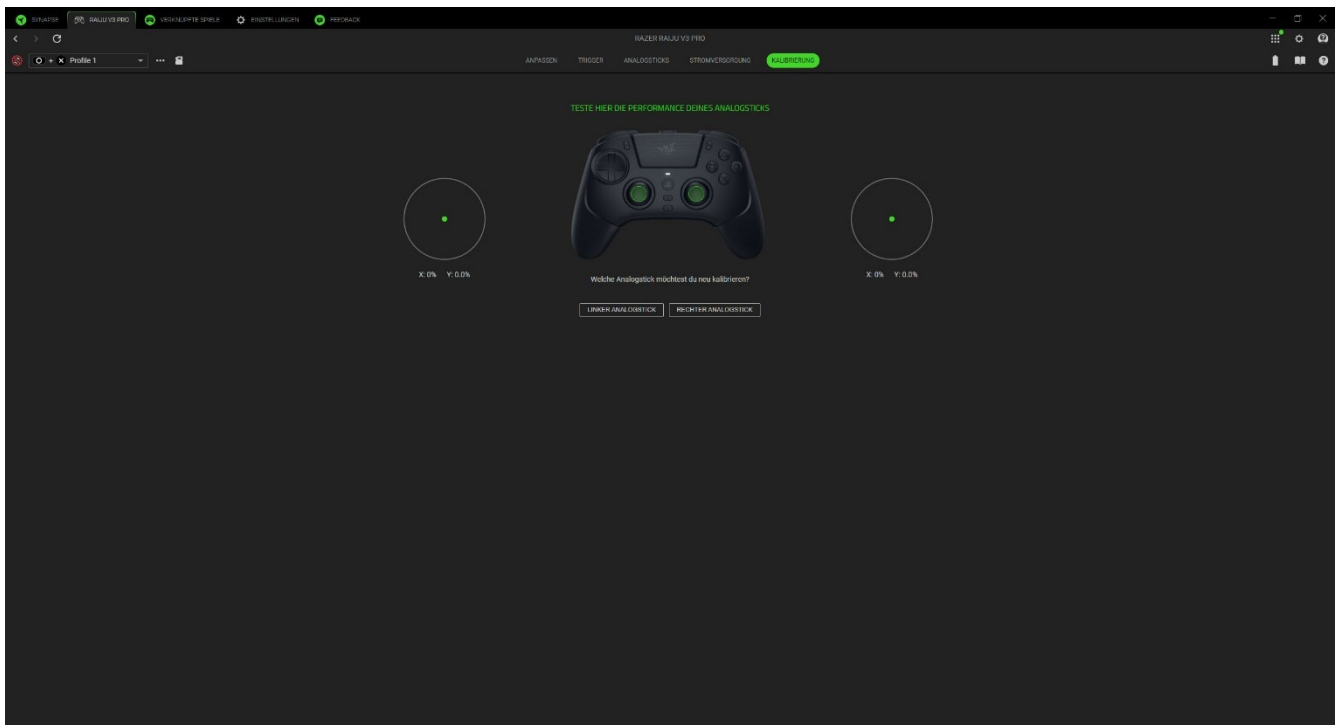 SYNAPSE RAIJU V3 PRO VERKNÜPFTE SPIELE EINSTELLUNGEN FEEDBACK
RAZER RAIJU V3 PRO
O + X Profile 1
ANPASSEN TRIGGER ANALOGSTICKS STROMVERSORGUNG KALIBRIERUNG
TESTE HIER DIE PERFORMANCE DEINES ANALOGSTICKS
X: 0% Y: 0.0%
X: 0% Y: 0.0%
Welche Analogstick möchtest du neu kalibrieren?
LINKER ANALOGSTICK RECHTER ANALOGSTICK